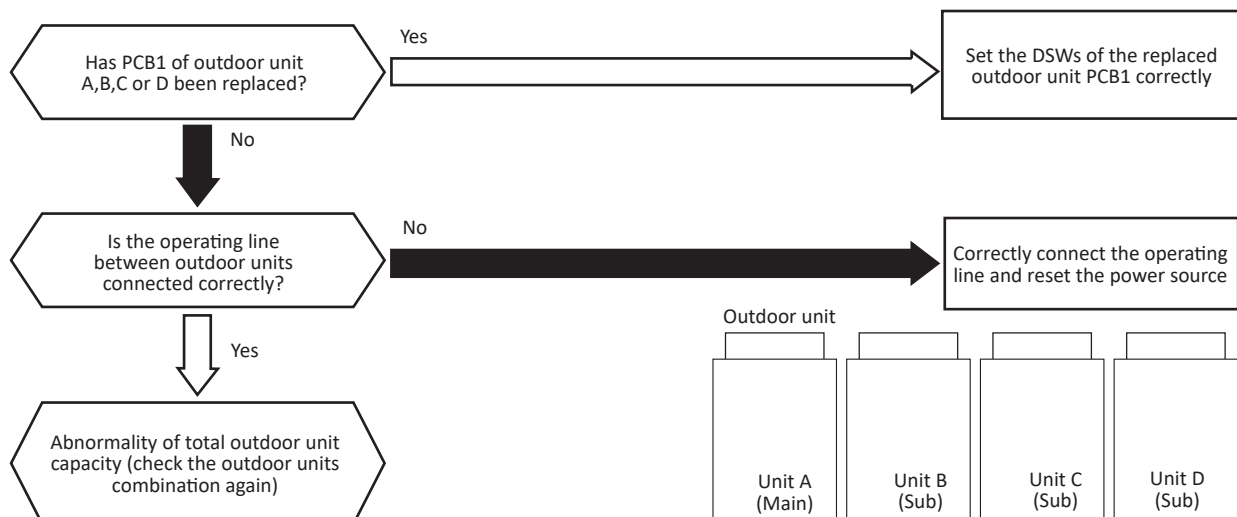 Has PCB1 of outdoor unit
A,B,C or D been replaced?
Yes
Set the DSWs of the replaced
outdoor unit PCB1 correctly
No
Is the operating line
between outdoor units
connected correctly?
No
Correctly connect the operating
line and reset the power source
Yes
Abnormality of total outdoor unit
capacity (check the outdoor units
combination again)
Outdoor unit
Unit A
(Main)
Unit B
(Sub)
Unit C
(Sub)
Unit D
(Sub)